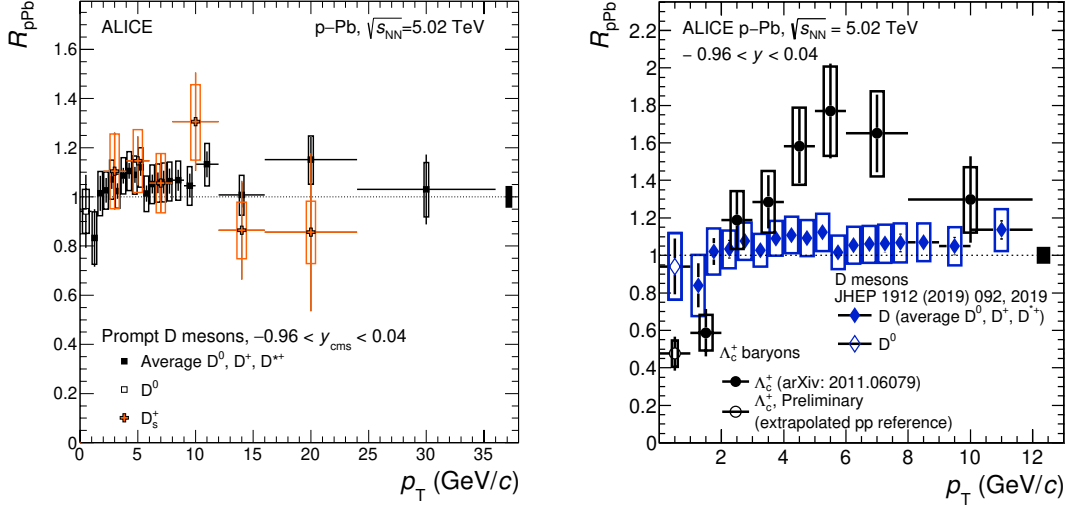 R_pPb
1.6
1.4
1.2
1
0.8
0.6
0.4
0.2
0
ALICE
p−Pb, √s_NN=5.02 TeV
Prompt D mesons, −0.96 < y_cms < 0.04
Average D⁰, D⁺, D*⁺
D⁰
D_s⁺
0 5 10 15 20 25 30 35
p_T (GeV/c)
R_pPb
2.2
2
1.8
1.6
1.4
1.2
1
0.8
0.6
0.4
0.2
0
ALICE p−Pb, √s_NN = 5.02 TeV
− 0.96 < y < 0.04
D mesons
JHEP 1912 (2019) 092, 2019
D (average D⁰, D⁺, D*⁺)
D⁰
Λ_c⁺ baryons
Λ_c⁺ (arXiv: 2011.06079)
Λ_c⁺, Preliminary
(extrapolated pp reference)
2 4 6 8 10 12
p_T (GeV/c)